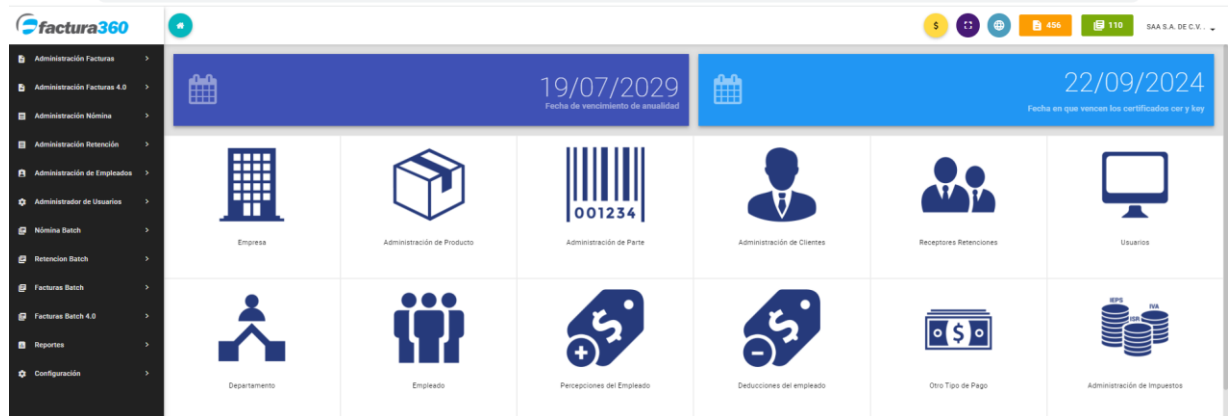 factura360
$
456
110
SAA S.A. DE C.V. .
Administración Facturas
Administración Facturas 4.0
Administración Nómina
Administración Retención
Administración de Empleados
Administrador de Usuarios
Nómina Batch
Retencion Batch
Facturas Batch
Facturas Batch 4.0
Reportes
Configuración
19/07/2029
Fecha de vencimiento de anualidad
22/09/2024
Fecha en que vencen los certificados cer y key
001234
Empresa
Administración de Producto
Administración de Parte
Administración de Clientes
Receptores Retenciones
Usuarios
$
$
$
IEPS
IVA
ISR
Departamento
Empleado
Percepciones del Empleado
Deducciones del empleado
Otro Tipo de Pago
Administración de Impuestos